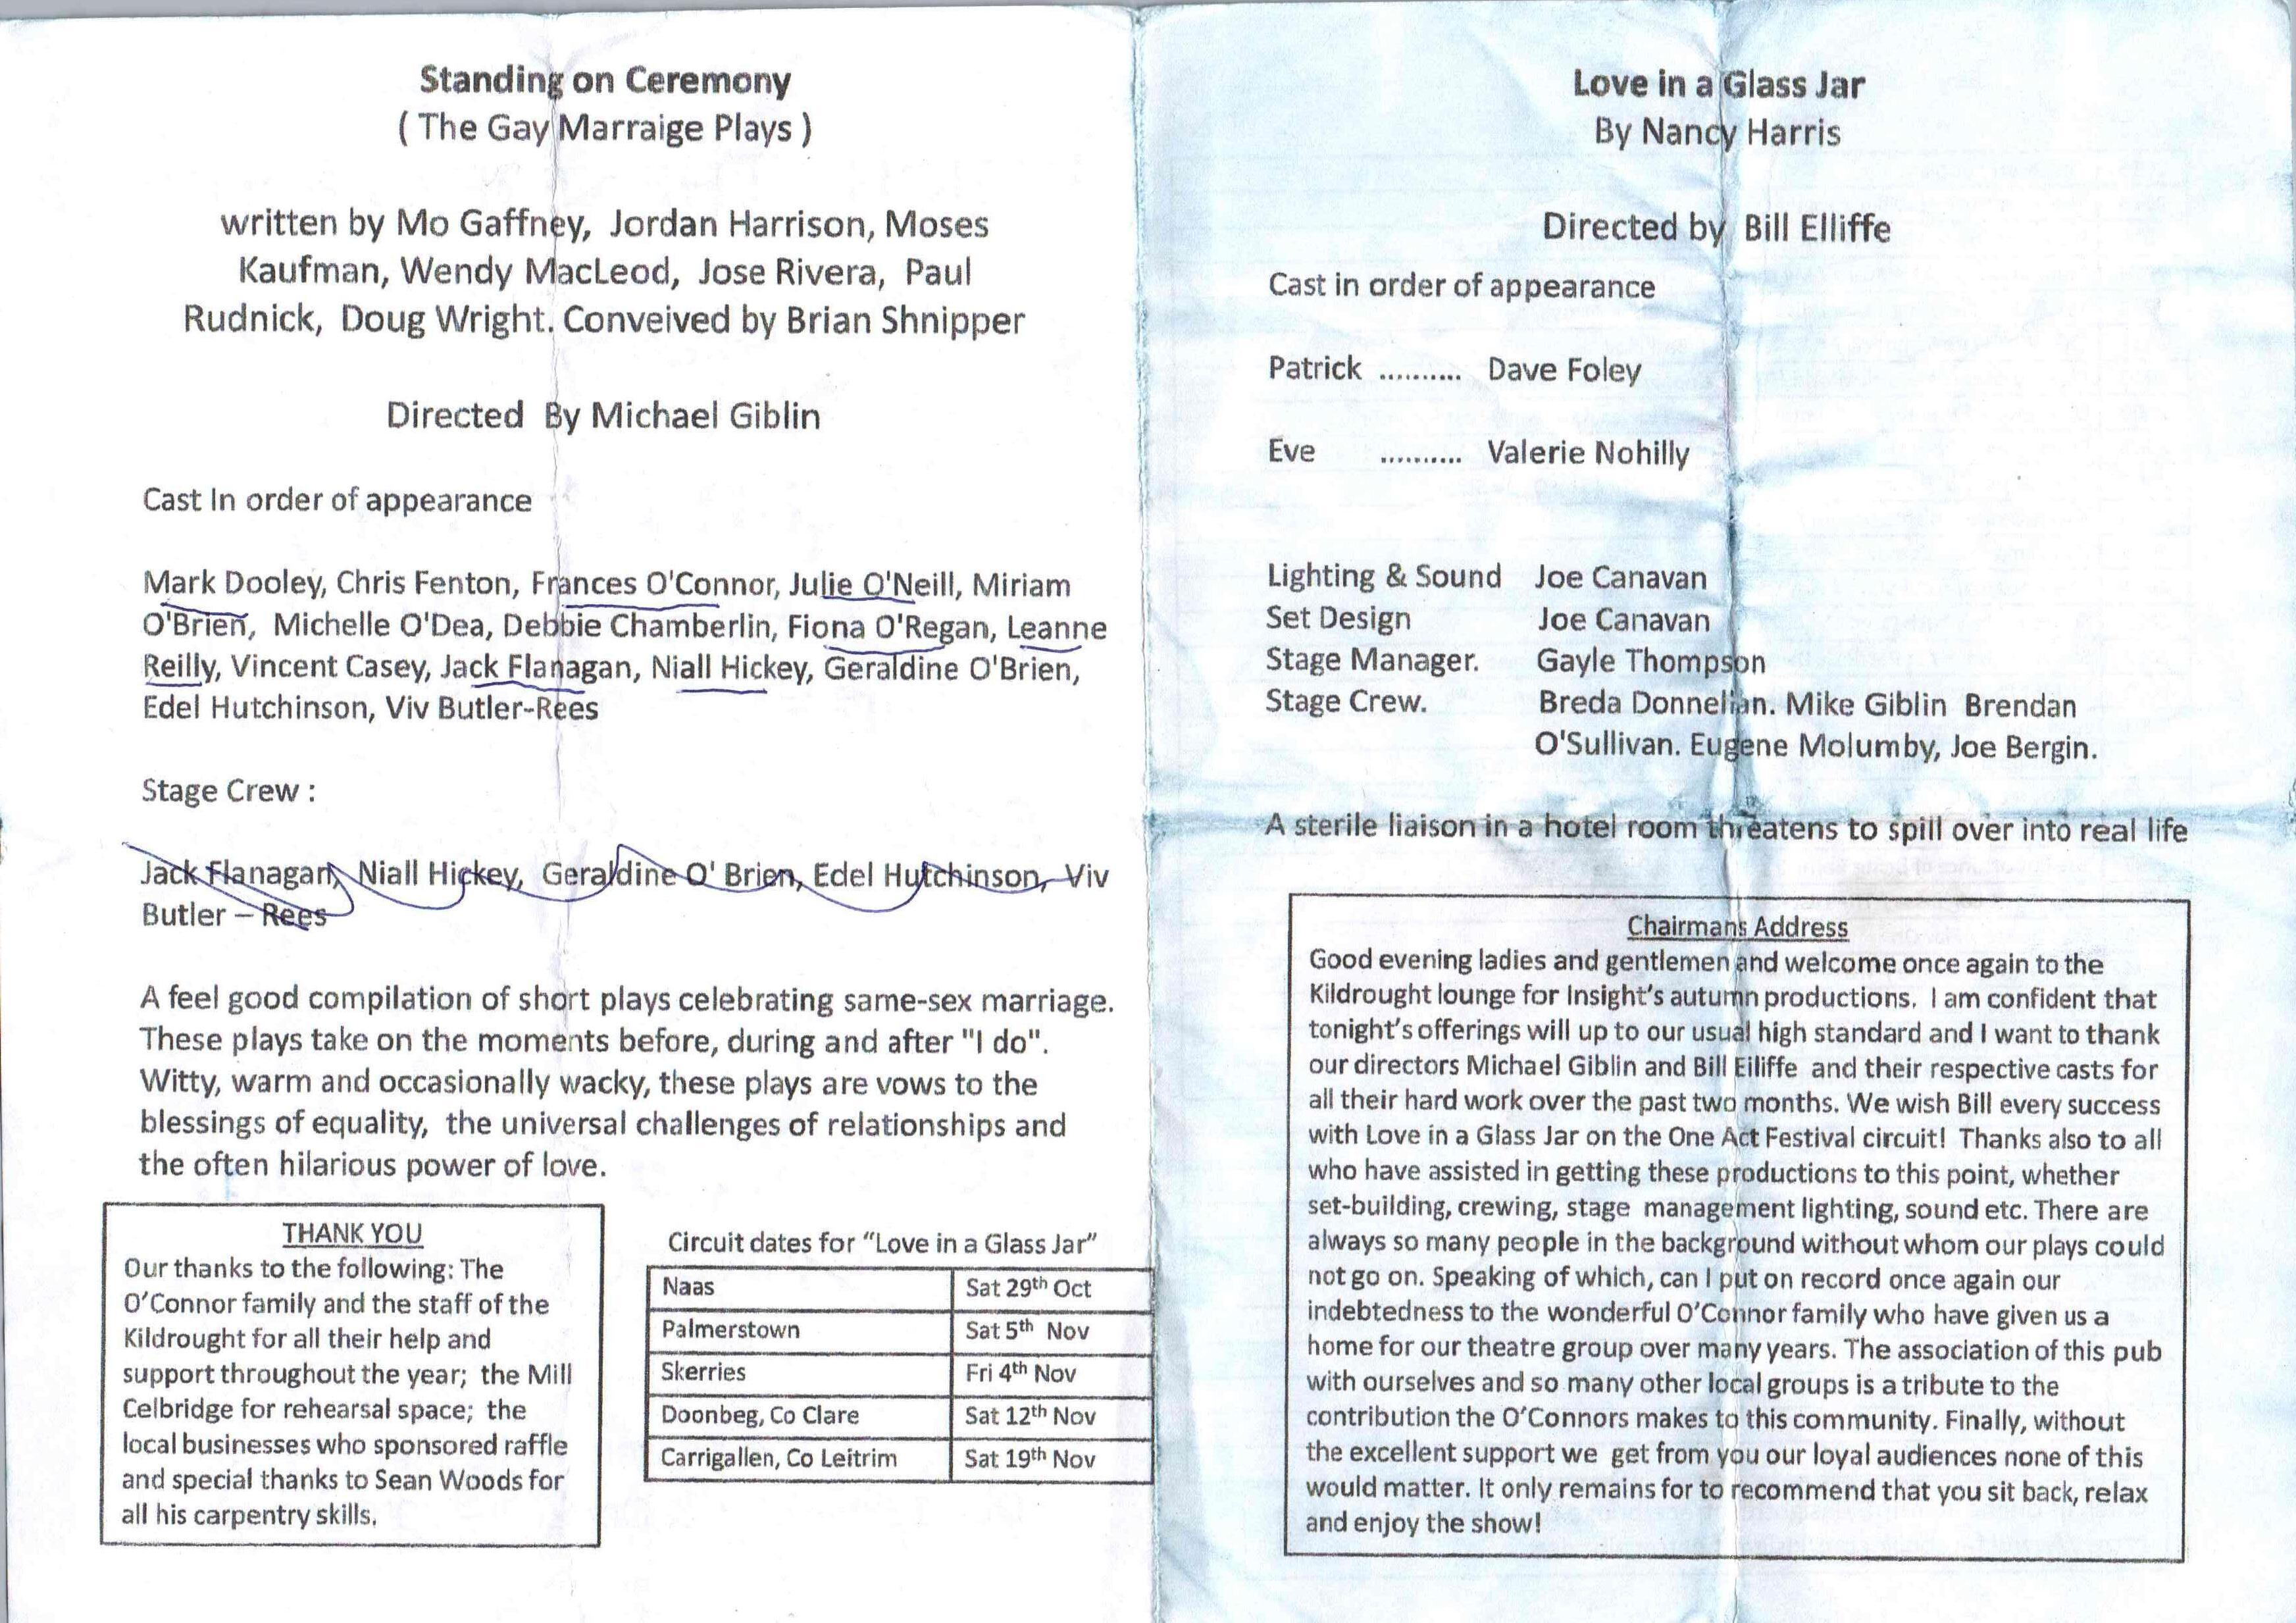 Standing on Ceremony
( The Gay Marraige Plays )
written by Mo Gaffney, Jordan Harrison, Moses
Kaufman, Wendy MacLeod, Jose Rivera, Paul
Rudnick, Doug Wright. Conveived by Brian Shnipper
Directed By Michael Giblin
Cast In order of appearance
Mark Dooley, Chris Fenton, Frances O'Connor, Julie O'Neill, Miriam
O'Brien, Michelle O'Dea, Debbie Chamberlin, Fiona O'Regan, Leanne
Reilly, Vincent Casey, Jack Flanagan, Niall Hickey, Geraldine O'Brien,
Edel Hutchinson, Viv Butler-Rees
Stage Crew :
Jack Flanagan, Niall Hickey, Geraldine O' Brien, Edel Hutchinson, Viv
Butler – Rees
A feel good compilation of short plays celebrating same-sex marriage.
These plays take on the moments before, during and after "I do".
Witty, warm and occasionally wacky, these plays are vows to the
blessings of equality, the universal challenges of relationships and
the often hilarious power of love.
THANK YOU
Our thanks to the following: The
O'Connor family and the staff of the
Kildrought for all their help and
support throughout the year; the Mill
Celbridge for rehearsal space; the
local businesses who sponsored raffle
and special thanks to Sean Woods for
all his carpentry skills.
Circuit dates for "Love in a Glass Jar"
Naas Sat 29th Oct
Palmerstown Sat 5th Nov
Skerries Fri 4th Nov
Doonbeg, Co Clare Sat 12th Nov
Carrigallen, Co Leitrim Sat 19th Nov
Love in a Glass Jar
By Nancy Harris
Directed by Bill Elliffe
Cast in order of appearance
Patrick .......... Dave Foley
Eve .......... Valerie Nohilly
Lighting & Sound Joe Canavan
Set Design Joe Canavan
Stage Manager. Gayle Thompson
Stage Crew. Breda Donnellan. Mike Giblin Brendan
O'Sullivan. Eugene Molumby, Joe Bergin.
A sterile liaison in a hotel room threatens to spill over into real life
Chairmans Address
Good evening ladies and gentlemen and welcome once again to the
Kildrought lounge for Insight's autumn productions. I am confident that
tonight's offerings will up to our usual high standard and I want to thank
our directors Michael Giblin and Bill Eiliffe and their respective casts for
all their hard work over the past two months. We wish Bill every success
with Love in a Glass Jar on the One Act Festival circuit! Thanks also to all
who have assisted in getting these productions to this point, whether
set-building, crewing, stage management lighting, sound etc. There are
always so many people in the background without whom our plays could
not go on. Speaking of which, can I put on record once again our
indebtedness to the wonderful O'Connor family who have given us a
home for our theatre group over many years. The association of this pub
with ourselves and so many other local groups is a tribute to the
contribution the O'Connors makes to this community. Finally, without
the excellent support we get from you our loyal audiences none of this
would matter. It only remains for to recommend that you sit back, relax
and enjoy the show!